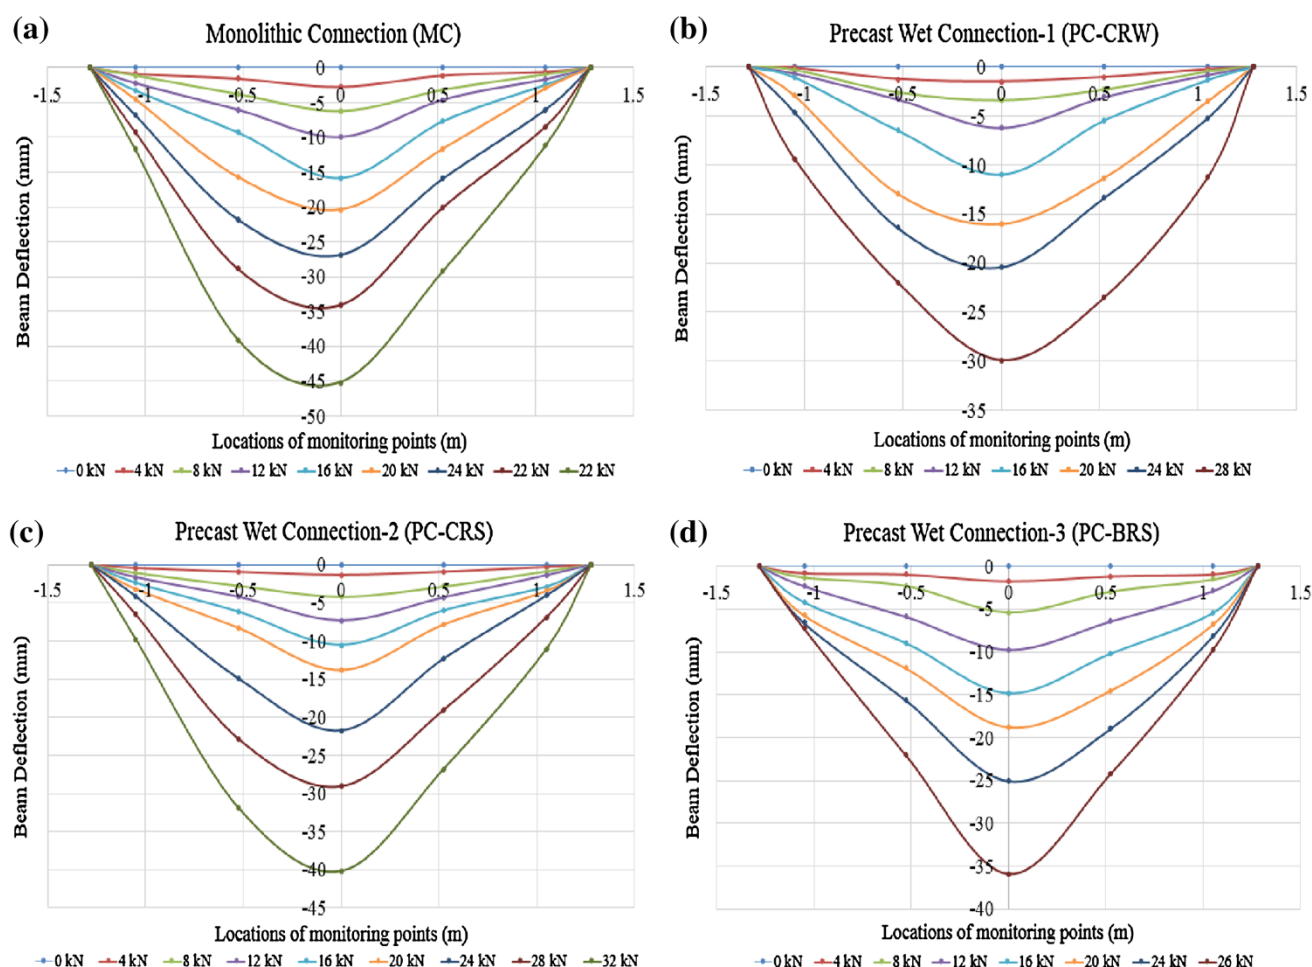 (a)
Monolithic Connection (MC)
0
-1.5 -1 -0.5 0 0.5 1 1.5
-5
-10
-15
-20
-25
-30
-35
-40
-45
-50
Beam Deflection (mm)
Locations of monitoring points (m)
0 kN 4 kN 8 kN 12 kN 16 kN 20 kN 24 kN 22 kN 22 kN
(b)
Precast Wet Connection-1 (PC-CRW)
0
-1.5 -1 -0.5 0 0.5 1 1.5
-5
-10
-15
-20
-25
-30
-35
Beam Deflection (mm)
Locations of monitoring points (m)
0 kN 4 kN 8 kN 12 kN 16 kN 20 kN 24 kN 28 kN
(c)
Precast Wet Connection-2 (PC-CRS)
0
-1.5 -1 -0.5 0 0.5 1 1.5
-5
-10
-15
-20
-25
-30
-35
-40
-45
Beam Deflection (mm)
Locations of monitoring points (m)
0 kN 4 kN 8 kN 12 kN 16 kN 20 kN 24 kN 28 kN 32 kN
(d)
Precast Wet Connection-3 (PC-BRS)
0
-1.5 -1 -0.5 0 0.5 1 1.5
-5
-10
-15
-20
-25
-30
-35
-40
Beam Deflection (mm)
Locations of monitoring points (m)
0 kN 4 kN 8 kN 12 kN 16 kN 20 kN 24 kN 26 kN